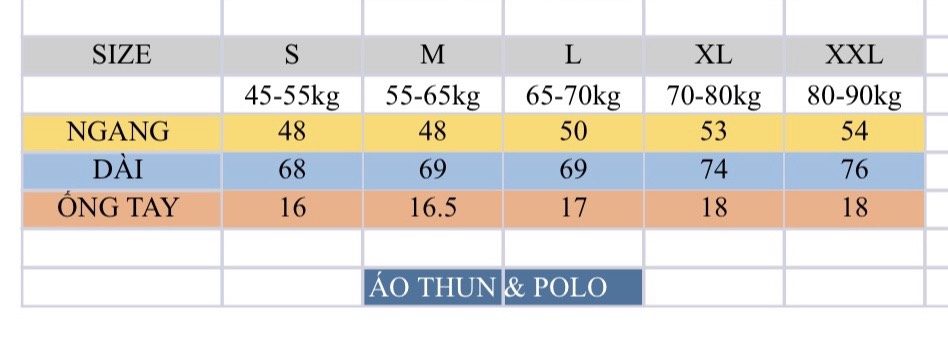 SIZE S M L XL XXL
45-55kg 55-65kg 65-70kg 70-80kg 80-90kg
NGANG 48 48 50 53 54
DÀI 68 69 69 74 76
ỐNG TAY 16 16.5 17 18 18
ÁO THUN & POLO